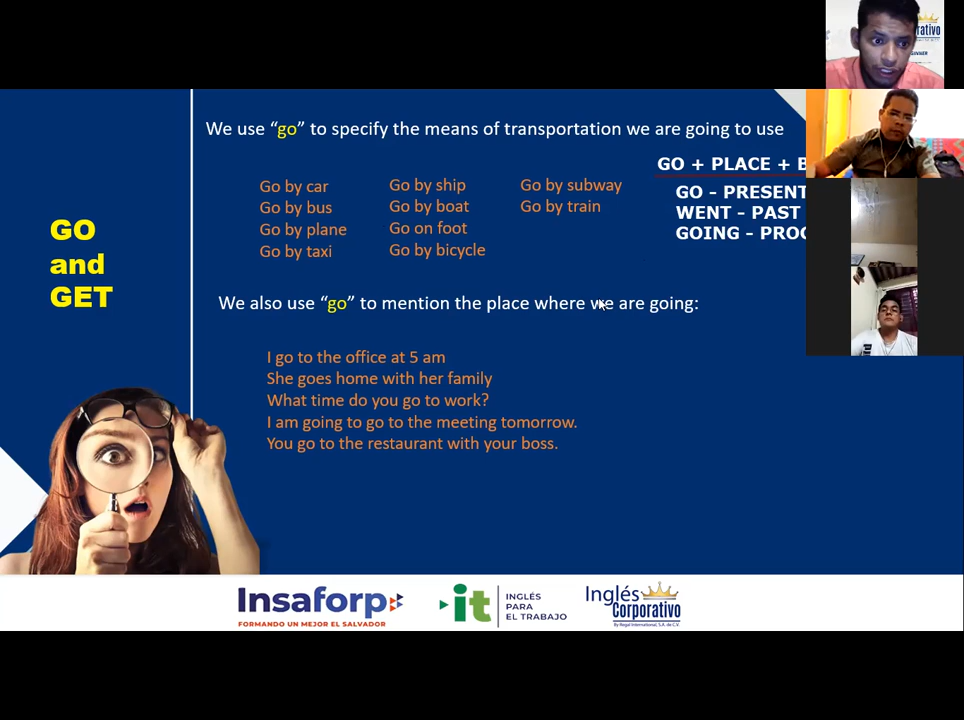 We use “go” to specify the means of transportation we are going to use
GO + PLACE + B
GO - PRESENT
WENT - PAST
GOING - PROG
Go by car
Go by bus
Go by plane
Go by taxi
Go by ship
Go by boat
Go on foot
Go by bicycle
Go by subway
Go by train
GO
and
GET
We also use “go” to mention the place where we are going:
I go to the office at 5 am
She goes home with her family
What time do you go to work?
I am going to go to the meeting tomorrow.
You go to the restaurant with your boss.
Insaforp
FORMANDO UN MEJOR EL SALVADOR
it
INGLÉS
PARA
EL TRABAJO
Inglés
Corporativo
By Regal International, S.A. de C.V.